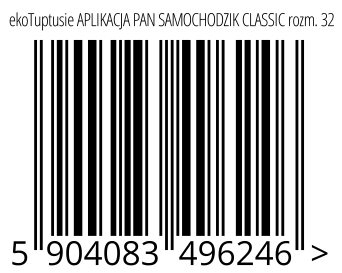 ekoTuptusie APLIKACJA PAN SAMOCHODZIK CLASSIC rozm. 32
5 904083 496246 >